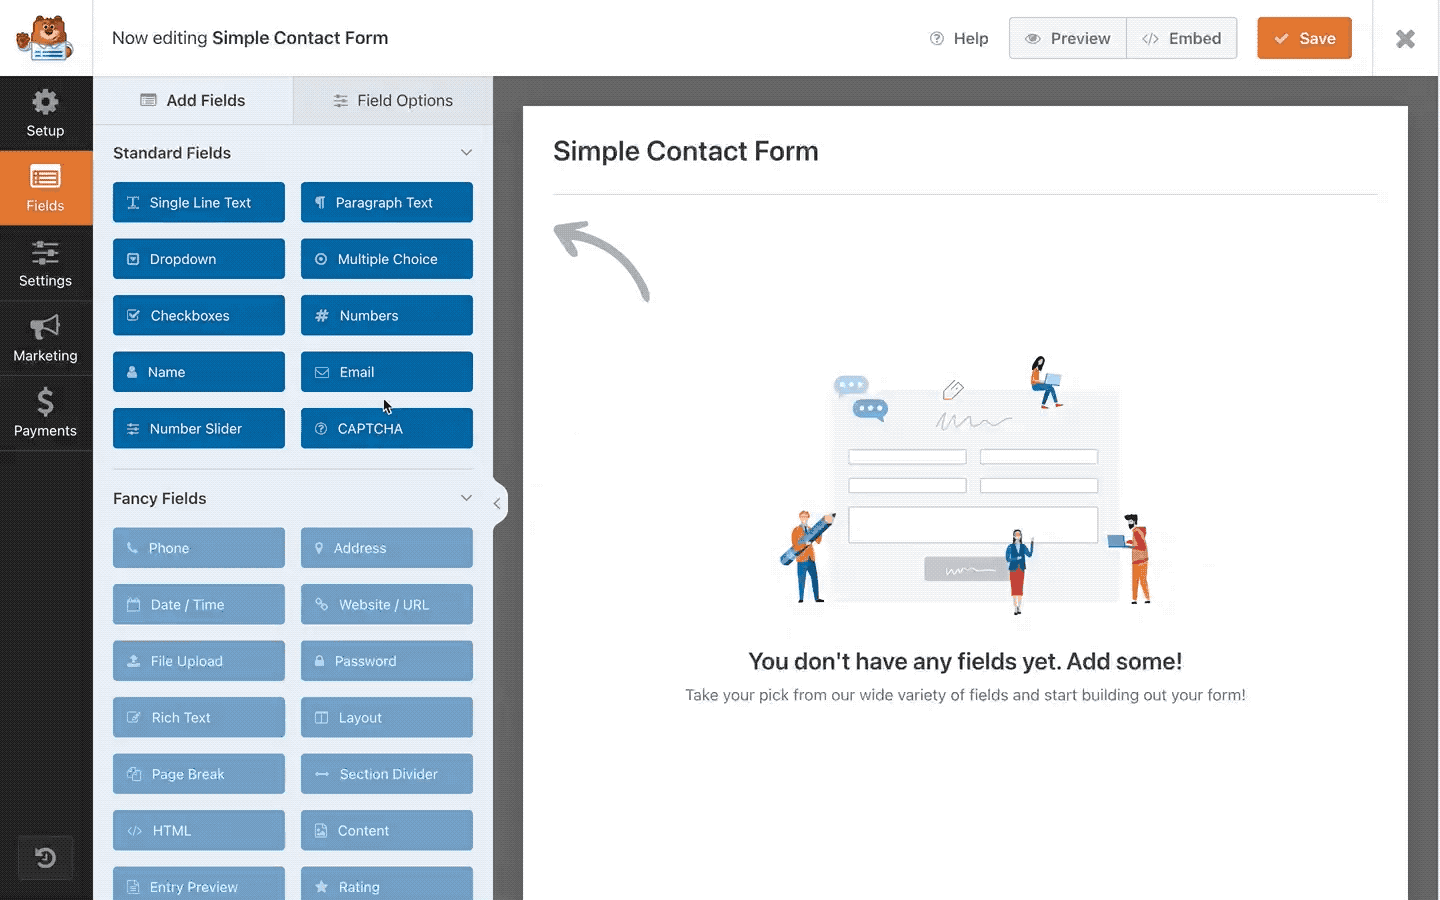 Now editing Simple Contact Form
Help
Preview
Embed
Save
Setup
Fields
Settings
Marketing
Payments
Add Fields
Field Options
Standard Fields
Single Line Text
Paragraph Text
Dropdown
Multiple Choice
Checkboxes
Numbers
Name
Email
Number Slider
CAPTCHA
Fancy Fields
Phone
Address
Date / Time
Website / URL
File Upload
Password
Rich Text
Layout
Page Break
Section Divider
HTML
Content
Entry Preview
Rating
Simple Contact Form
You don't have any fields yet. Add some!
Take your pick from our wide variety of fields and start building out your form!